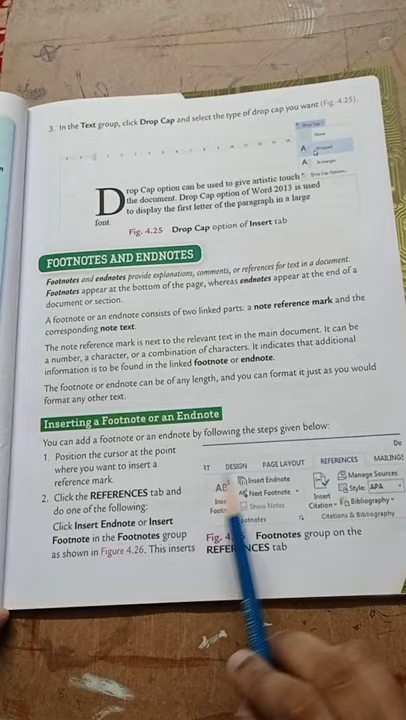 3. In the Text group, click Drop Cap and select the type of drop cap you want (Fig. 4.25).
Drop Cap
None
Dropped
In margin
Drop Cap Options...
Drop Cap option can be used to give artistic touch
the document. Drop Cap option of Word 2013 is used
to display the first letter of the paragraph in a large
font.
Fig. 4.25 Drop Cap option of Insert tab
FOOTNOTES AND ENDNOTES
Footnotes and endnotes provide explanations, comments, or references for text in a document.
Footnotes appear at the bottom of the page, whereas endnotes appear at the end of a
document or section.
A footnote or an endnote consists of two linked parts: a note reference mark and the
corresponding note text.
The note reference mark is next to the relevant text in the main document. It can be
a number, a character, or a combination of characters. It indicates that additional
information is to be found in the linked footnote or endnote.
The footnote or endnote can be of any length, and you can format it just as you would
format any other text.
Inserting a Footnote or an Endnote
You can add a footnote or an endnote by following the steps given below:
1. Position the cursor at the point
where you want to insert a
reference mark.
2. Click the REFERENCES tab and
do one of the following:
Click Insert Endnote or Insert
Footnote in the Footnotes group
as shown in Figure 4.26. This inserts
DESIGN PAGE LAYOUT REFERENCES MAILINGS
AB
Insert Endnote
Next Footnote
Show Notes
Insert
Citation
Manage Sources
Style: APA
Bibliography
Citations & Bibliography
Footnotes group on the
REFERENCES tab